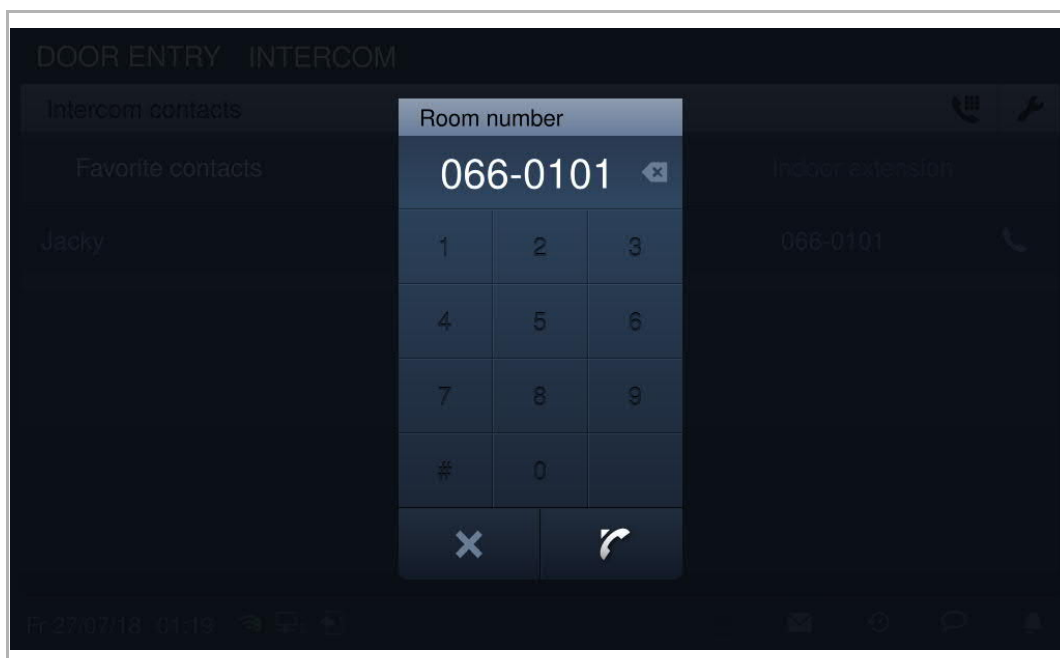 DOOR ENTRY INTERCOM
Intercom contacts
Room number
066-0101
Favorite contacts
Indoor extension
Jacky
066-0101
1 2 3
4 5 6
7 8 9
# 0
Fr 27/07/18 01:19